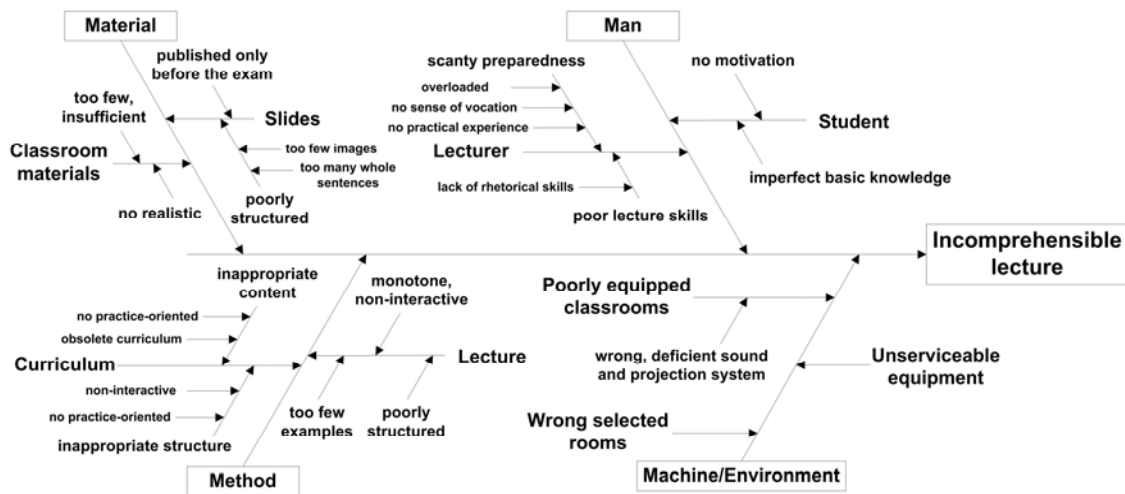 Material
Man
published only
before the exam
too few,
insufficient
Slides
Classroom
materials
too few images
too many whole
sentences
no realistic
poorly
structured
scanty preparedness
overloaded
no sense of vocation
no practical experience
Lecturer
lack of rhetorical skills
poor lecture skills
no motivation
Student
imperfect basic knowledge
Incomprehensible
lecture
inappropriate
content
no practice-oriented
obsolete curriculum
Curriculum
non-interactive
no practice-oriented
inappropriate structure
monotone,
non-interactive
Lecture
too few
examples
poorly
structured
Method
Poorly equipped
classrooms
wrong, deficient sound
and projection system
Unserviceable
equipment
Wrong selected
rooms
Machine/Environment